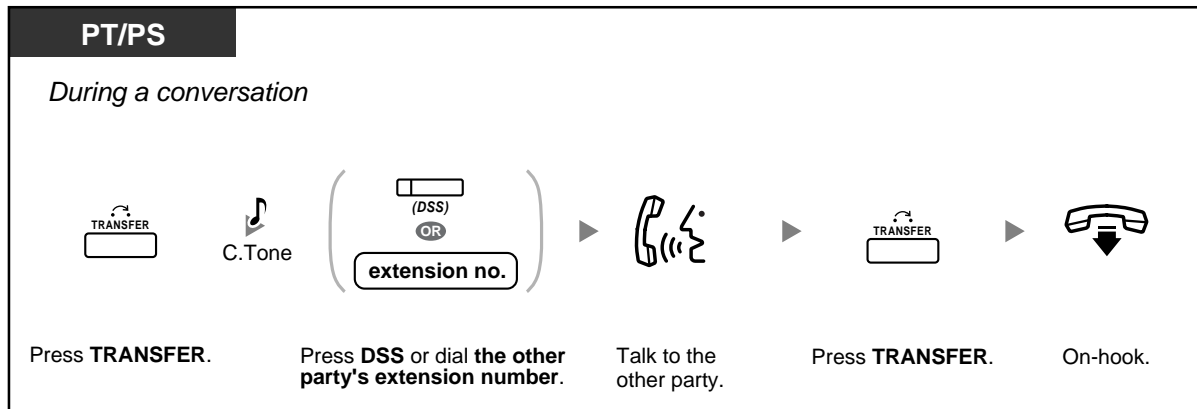 PT/PS
During a conversation
TRANSFER
C.Tone
(DSS)
OR
extension no.
TRANSFER
Press TRANSFER.
Press DSS or dial the other
party's extension number.
Talk to the
other party.
Press TRANSFER.
On-hook.